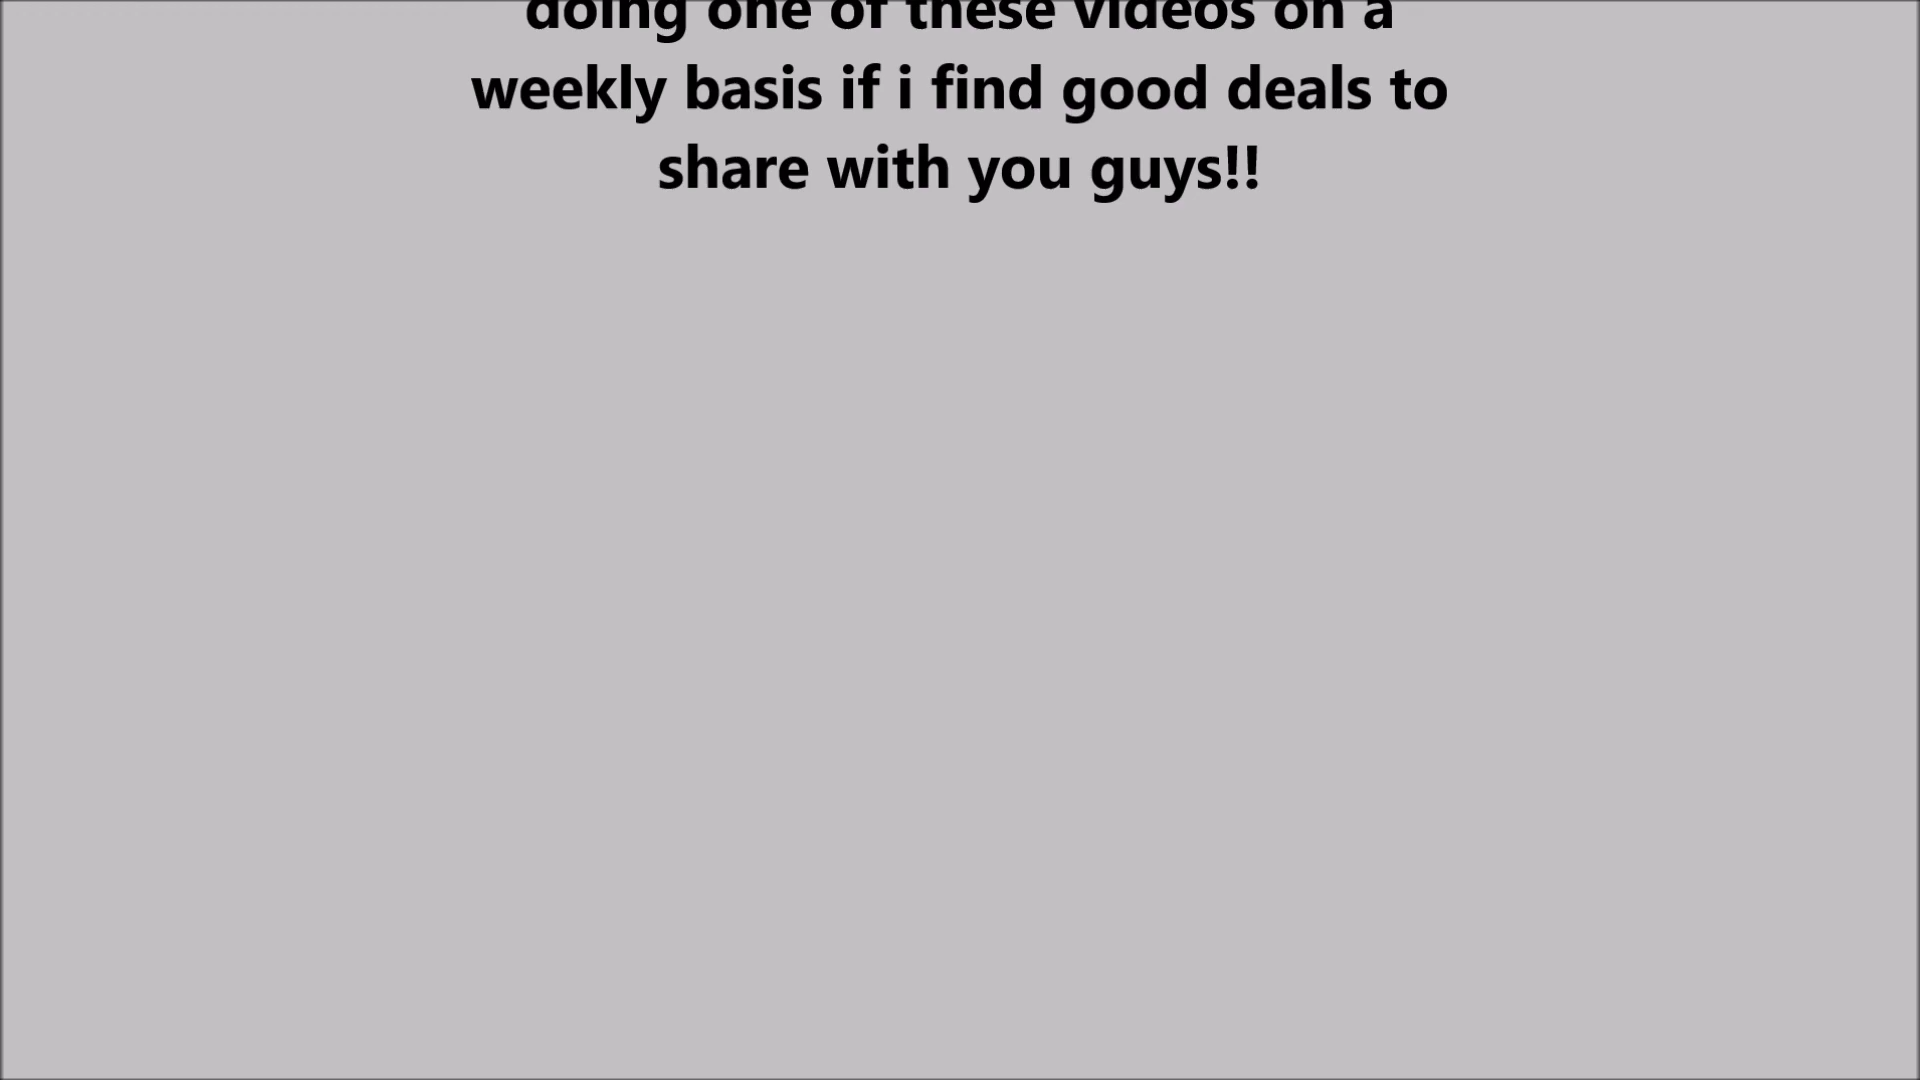 doing one of these videos on a
weekly basis if i find good deals to
share with you guys!!